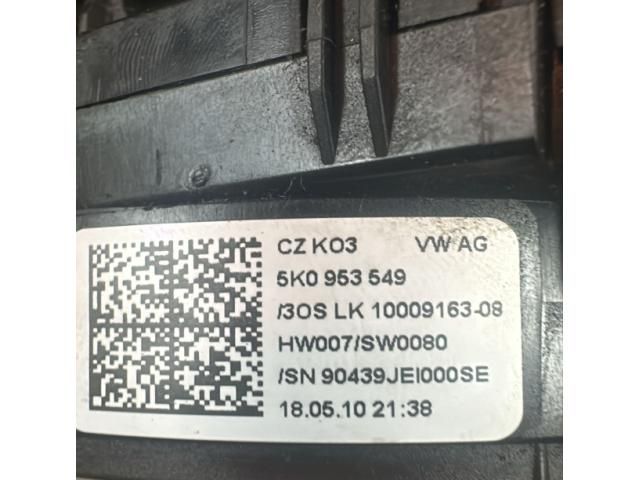 CZ K03 VW AG
5K0 953 549
/3OS LK 10009163-08
HW007/SW0080
/SN 90439JEI000SE
18.05.10 21:38